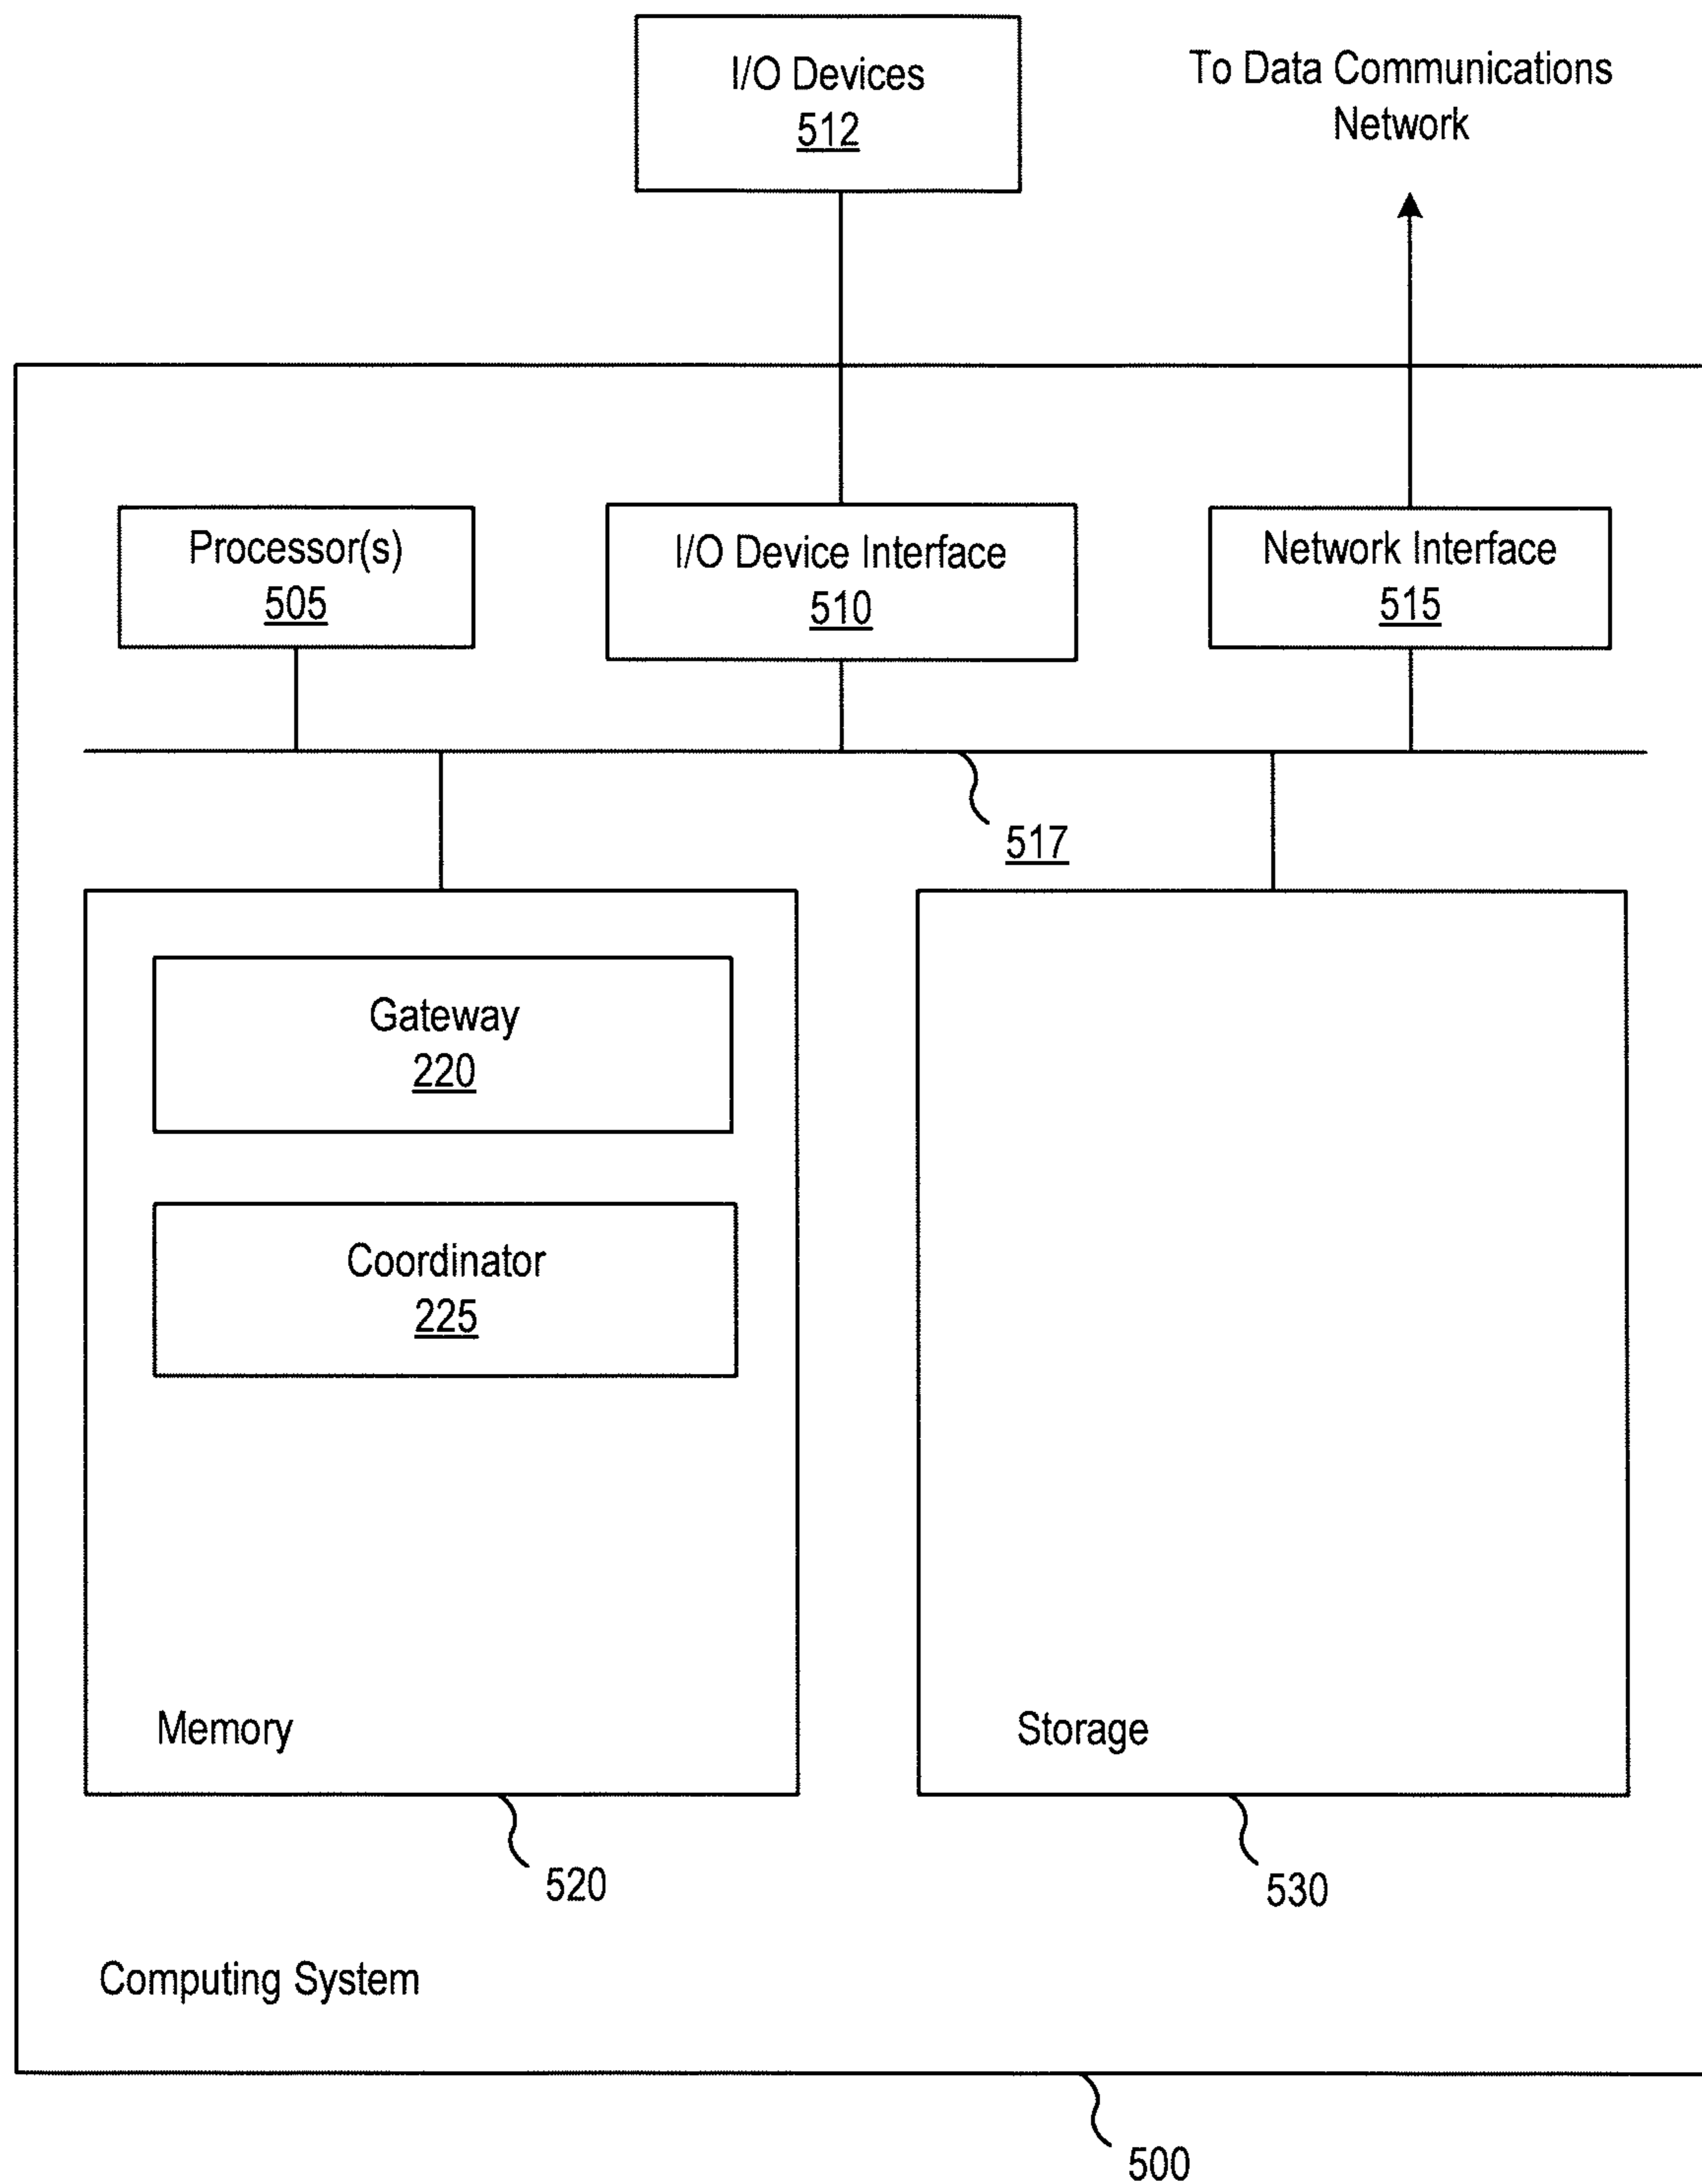 I/O Devices
512
To Data Communications
Network
Processor(s)
505
I/O Device Interface
510
Network Interface
515
517
Gateway
220
Coordinator
225
Memory
Storage
520
530
Computing System
500